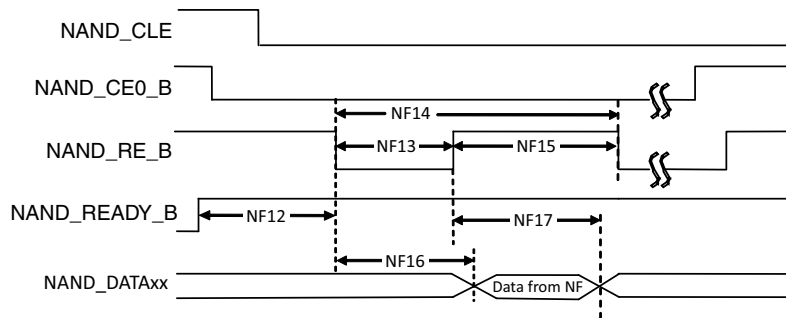 NAND_CLE
NAND_CE0_B
NF14
NAND_RE_B
NF13
NF15
NAND_READY_B
NF12
NF17
NF16
NAND_DATAxx
Data from NF